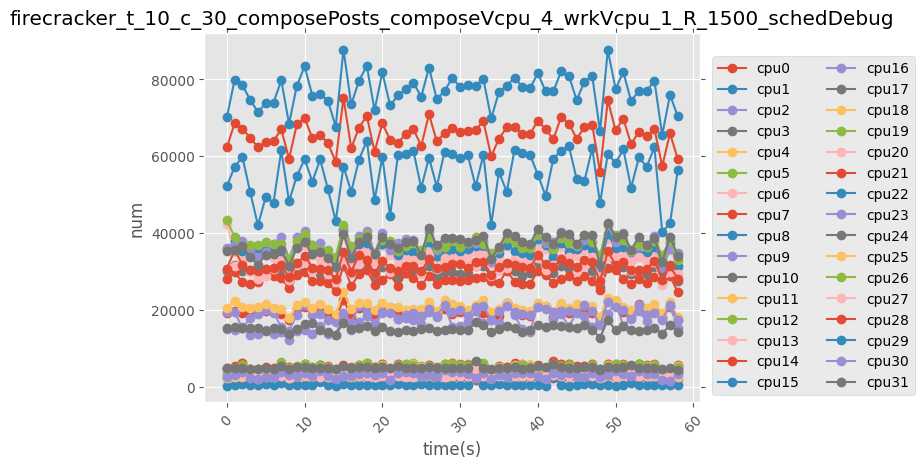 firecracker_t_10_c_30_composePosts_composeVcpu_4_wrkVcpu_1_R_1500_schedDebug
80000
60000
40000
20000
0
num
0
10
20
30
40
50
60
time(s)
cpu0
cpu1
cpu2
cpu3
cpu4
cpu5
cpu6
cpu7
cpu8
cpu9
cpu10
cpu11
cpu12
cpu13
cpu14
cpu15
cpu16
cpu17
cpu18
cpu19
cpu20
cpu21
cpu22
cpu23
cpu24
cpu25
cpu26
cpu27
cpu28
cpu29
cpu30
cpu31